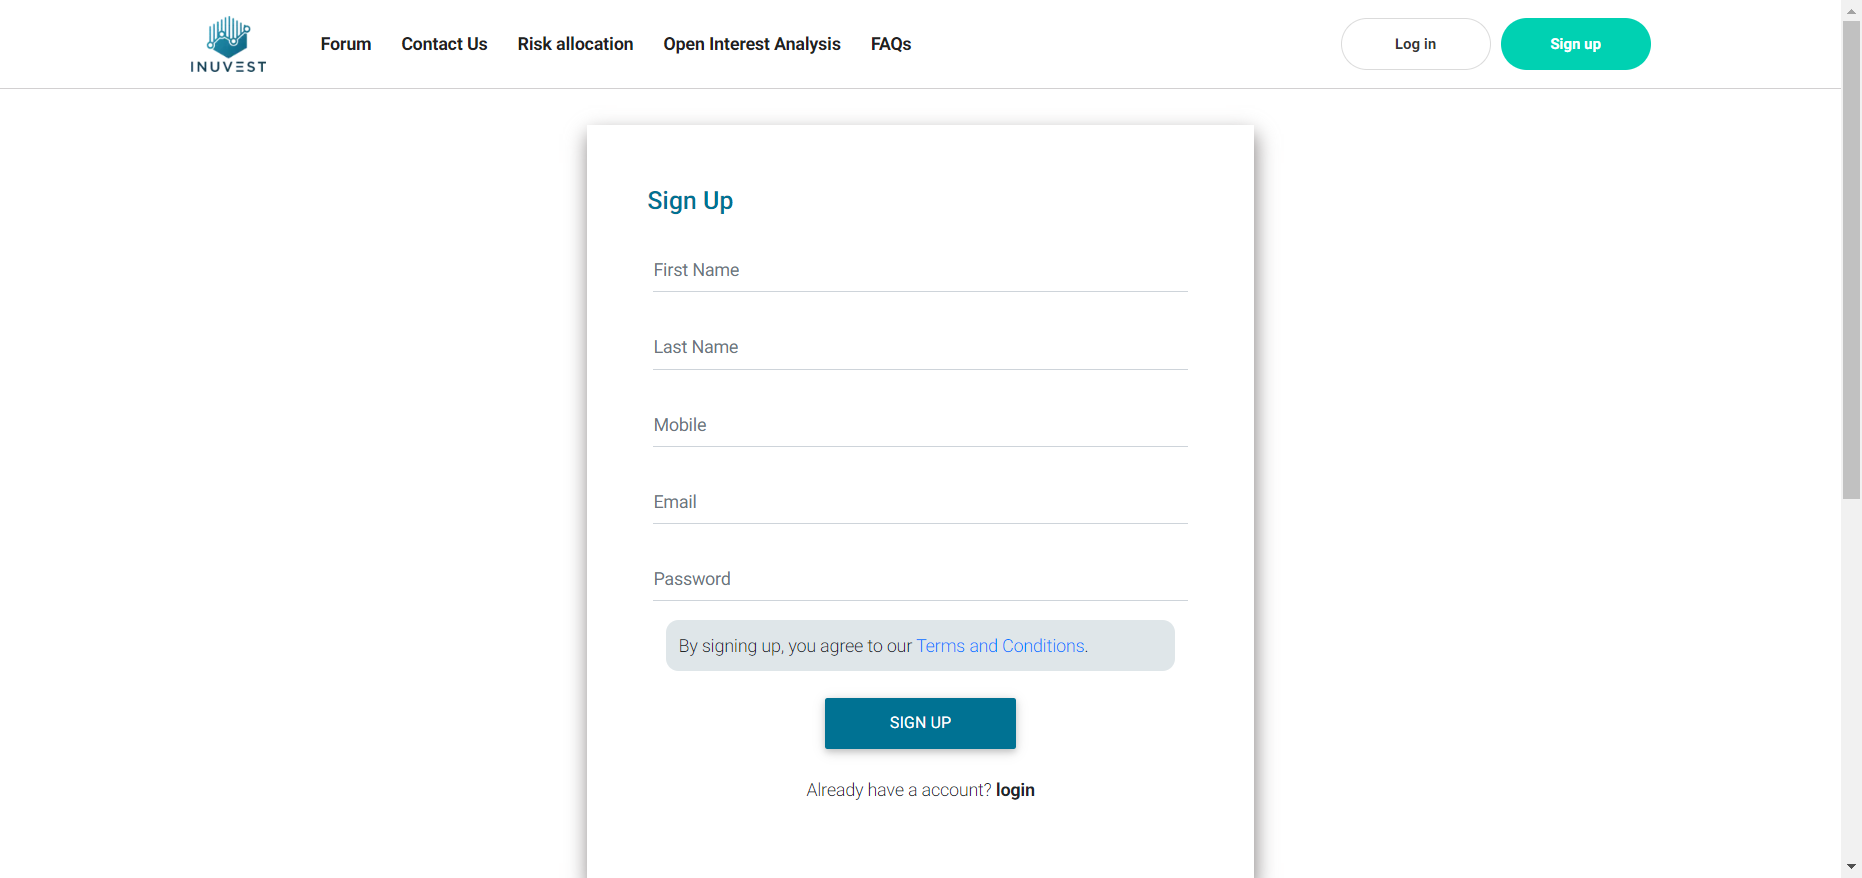 INUVEST
Forum Contact Us Risk allocation Open Interest Analysis FAQs Log in Sign up
Sign Up
First Name
Last Name
Mobile
Email
Password
By signing up, you agree to our Terms and Conditions.
SIGN UP
Already have a account? login